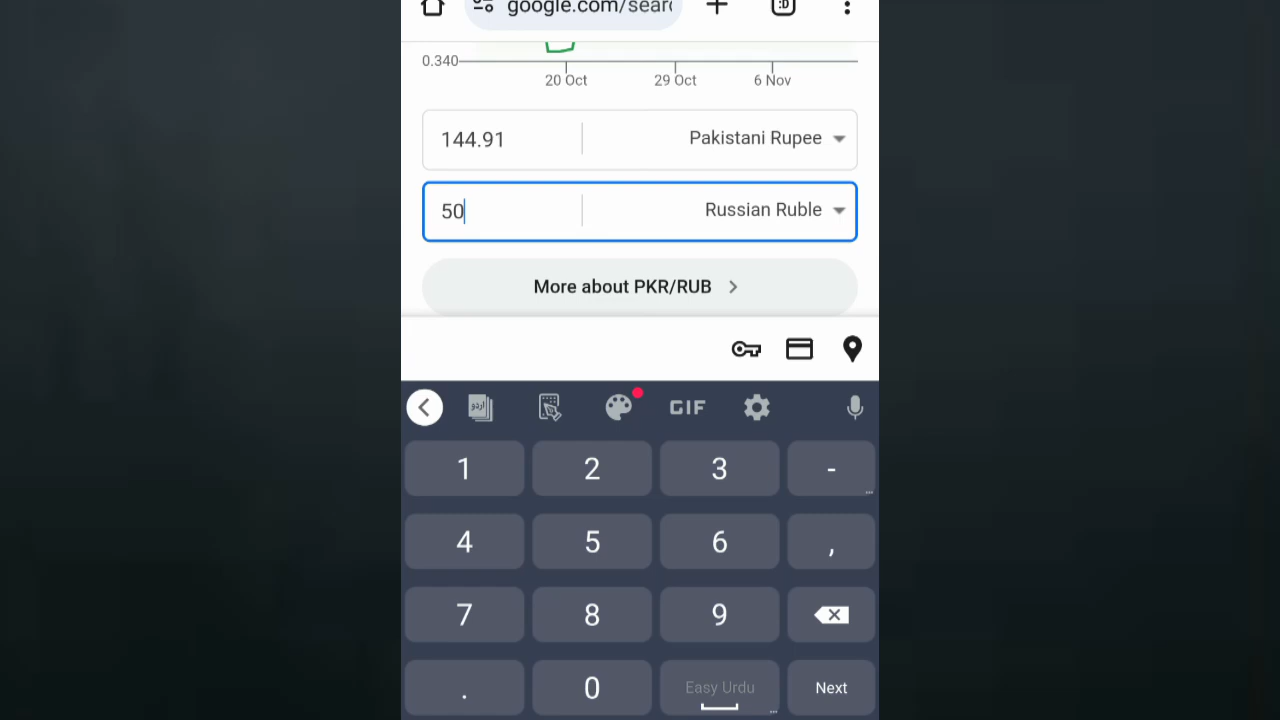 google.com/sear
:D
0.340
20 Oct 29 Oct 6 Nov
144.91 Pakistani Rupee
50 Russian Ruble
More about PKR/RUB
اردو GIF
1 2 3 -
4 5 6 ,
7 8 9
. 0 Easy Urdu Next